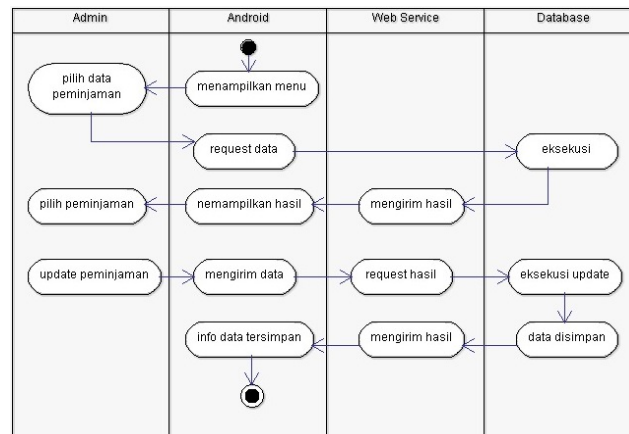 Admin
Android
Web Service
Database
menampilkan menu
pilih data
peminjaman
request data
eksekusi
pilih peminjaman
nemampilkan hasil
mengirim hasil
update peminjaman
mengirim data
request hasil
eksekusi update
info data tersimpan
mengirim hasil
data disimpan